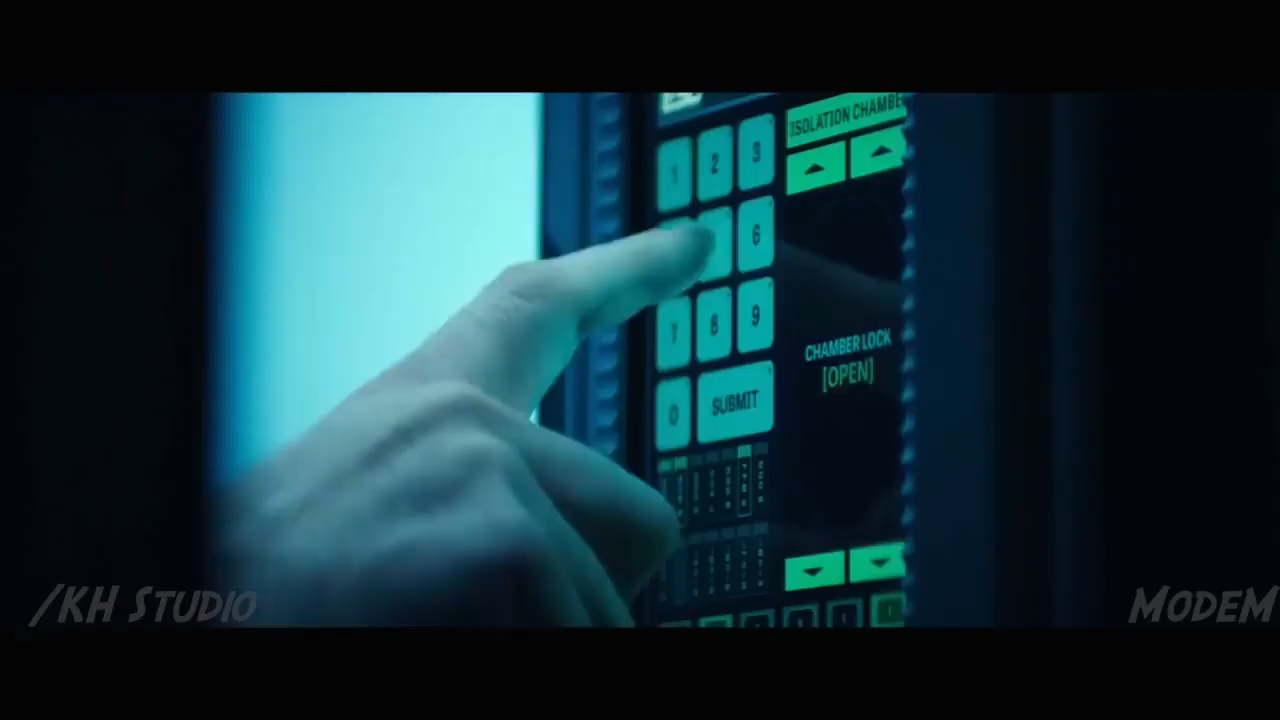 ISOLATION CHAMBE
1 2 3
6
7 8 9
0 SUBMIT
CHAMBER LOCK
[OPEN]
/KH STUDIO
MODEM